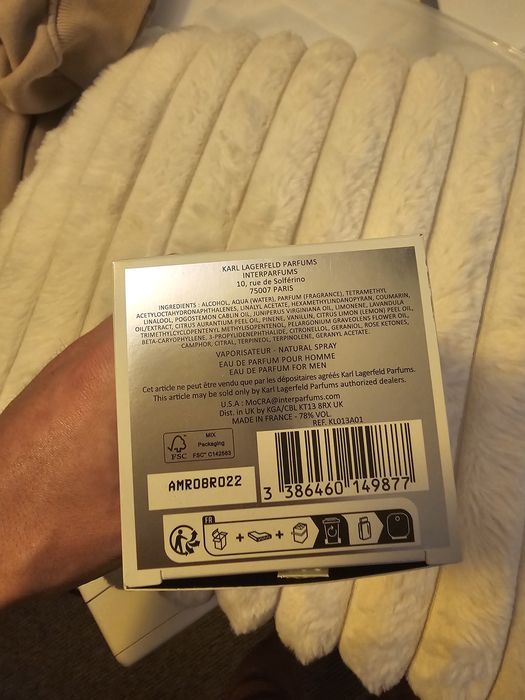 KARL LAGERFELD PARFUMS
INTERPARFUMS
10, rue de Solférino
75007 PARIS
INGREDIENTS : ALCOHOL, AQUA (WATER), PARFUM (FRAGRANCE), TETRAMETHYL
ACETYLOCTAHYDRONAPHTHALENES, LINALYL ACETATE, HEXAMETHYLINDANOPYRAN, COUMARIN,
LINALOOL, POGOSTEMON CABLIN OIL, JUNIPERUS VIRGINIANA OIL, LIMONENE, LAVANDULA
OIL/EXTRACT, CITRUS AURANTIUM PEEL OIL, PINENE, VANILLIN, CITRUS LIMON (LEMON) PEEL OIL,
TRIMETHYLCYCLOPENTENYL METHYLISOPENTENOL, PELARGONIUM GRAVEOLENS FLOWER OIL,
BETA-CARYOPHYLLENE, 3-PROPYLIDENEPHTHALIDE, CITRONELLOL, GERANIOL, ROSE KETONES,
CAMPHOR, CITRAL, TERPINEOL, TERPINOLENE, GERANYL ACETATE.
VAPORISATEUR - NATURAL SPRAY
EAU DE PARFUM POUR HOMME
EAU DE PARFUM FOR MEN
Cet article ne peut être vendu que par les dépositaires agréés Karl Lagerfeld Parfums.
This article may be sold only by Karl Lagerfeld Parfums authorized dealers.
U.S.A : MoCRA@interparfums.com
Dist. in UK by KGA/CBL KT13 8RX UK
MADE IN FRANCE - 78% VOL.
REF. KL013A01
FSC
MIX
Packaging
FSC® C142563
AMR08R022
3 386460 149877
FR
+ +